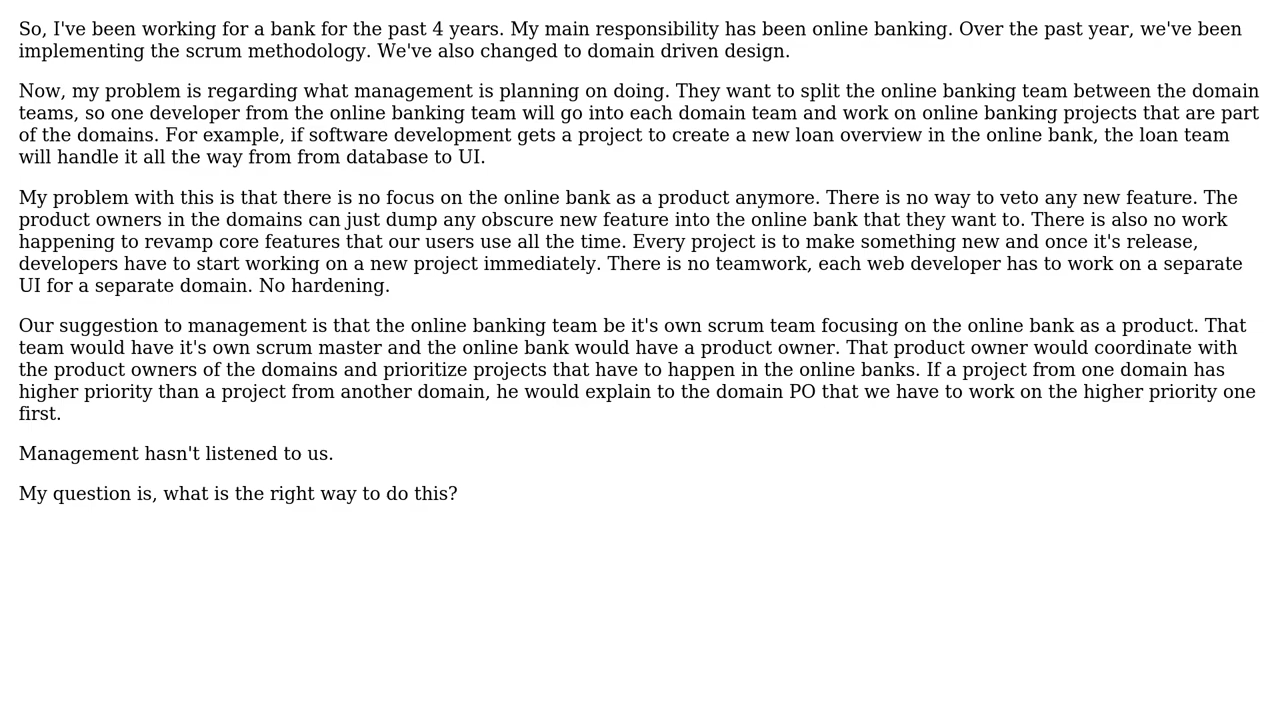 So, I've been working for a bank for the past 4 years. My main responsibility has been online banking. Over the past year, we've been
implementing the scrum methodology. We've also changed to domain driven design.
Now, my problem is regarding what management is planning on doing. They want to split the online banking team between the domain
teams, so one developer from the online banking team will go into each domain team and work on online banking projects that are part
of the domains. For example, if software development gets a project to create a new loan overview in the online bank, the loan team
will handle it all the way from from database to UI.
My problem with this is that there is no focus on the online bank as a product anymore. There is no way to veto any new feature. The
product owners in the domains can just dump any obscure new feature into the online bank that they want to. There is also no work
happening to revamp core features that our users use all the time. Every project is to make something new and once it's release,
developers have to start working on a new project immediately. There is no teamwork, each web developer has to work on a separate
UI for a separate domain. No hardening.
Our suggestion to management is that the online banking team be it's own scrum team focusing on the online bank as a product. That
team would have it's own scrum master and the online bank would have a product owner. That product owner would coordinate with
the product owners of the domains and prioritize projects that have to happen in the online banks. If a project from one domain has
higher priority than a project from another domain, he would explain to the domain PO that we have to work on the higher priority one
first.
Management hasn't listened to us.
My question is, what is the right way to do this?